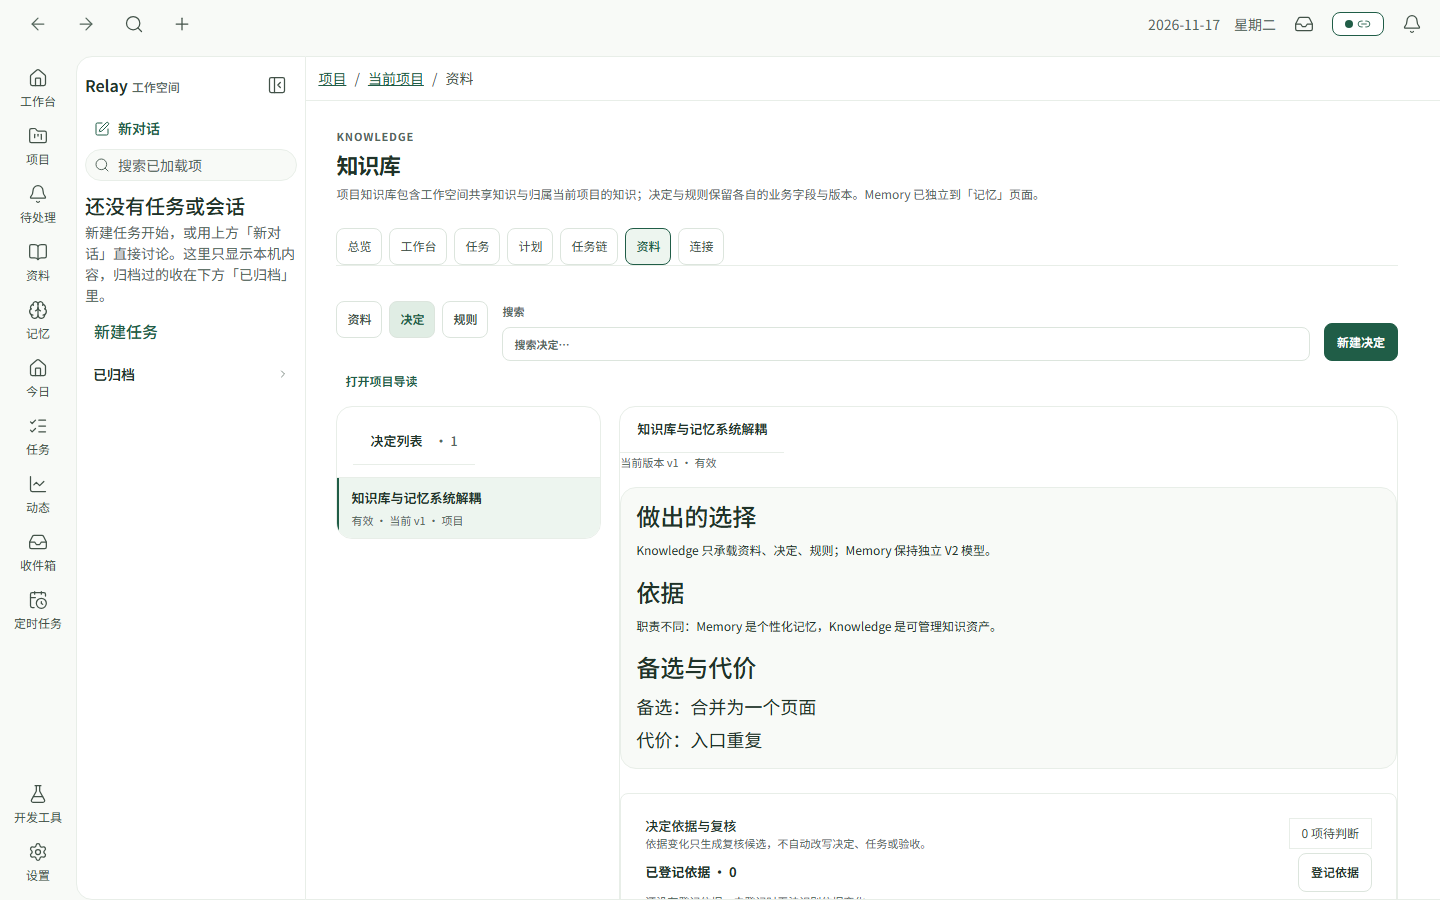 2026-11-17 星期二
工作台
项目
待处理
资料
记忆
今日
任务
动态
收件箱
定时任务
开发工具
设置
Relay 工作空间
新对话
搜索已加载项
还没有任务或会话
新建任务开始，或用上方「新对
话」直接讨论。这里只显示本机内
容，归档过的收在下方「已归档」
里。
新建任务
已归档
项目 / 当前项目 / 资料
KNOWLEDGE
知识库
项目知识库包含工作空间共享知识与归属当前项目的知识；决定与规则保留各自的业务字段与版本。Memory 已独立到「记忆」页面。
总览 工作台 任务 计划 任务链 资料 连接
资料 决定 规则
搜索
搜索决定…
新建决定
打开项目导读
决定列表 · 1
知识库与记忆系统解耦
有效 · 当前 v1 · 项目
知识库与记忆系统解耦
当前版本 v1 · 有效
做出的选择
Knowledge 只承载资料、决定、规则；Memory 保持独立 V2 模型。
依据
职责不同：Memory 是个性化记忆，Knowledge 是可管理知识资产。
备选与代价
备选：合并为一个页面
代价：入口重复
决定依据与复核
依据变化只生成复核候选，不自动改写决定、任务或验收。
0 项待判断
已登记依据 · 0
登记依据